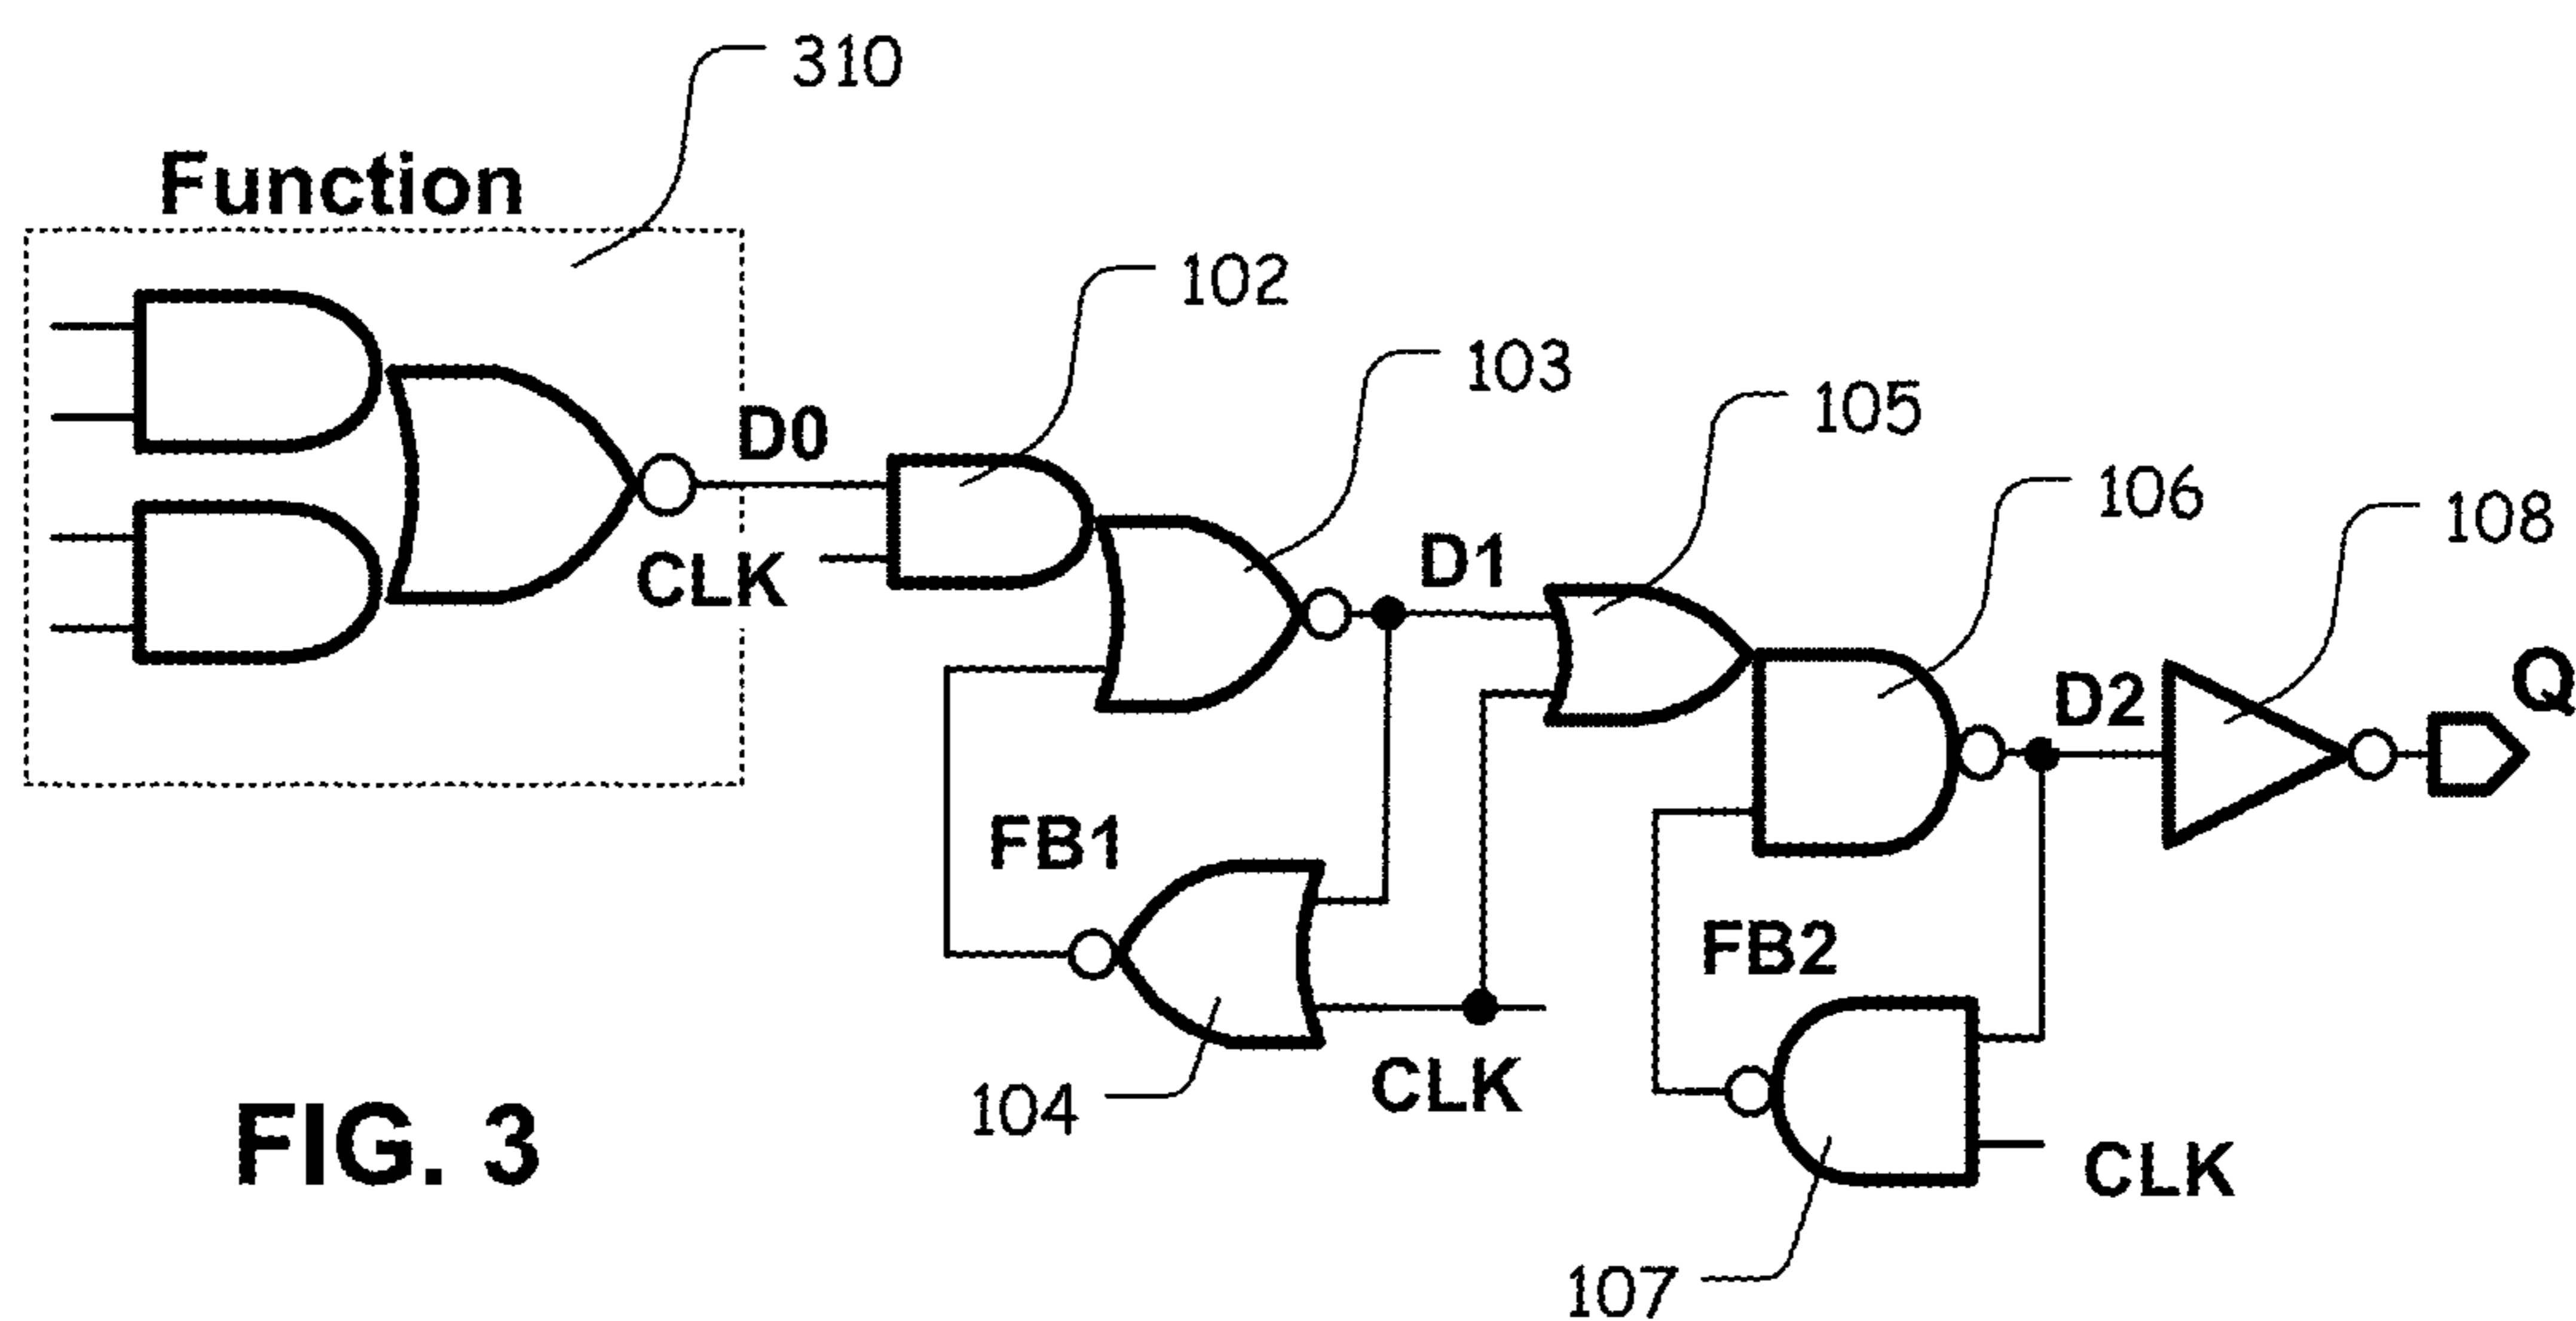 310
Function
102
103
105
106
108
D0
CLK
D1
D2
Q
FB1
FB2
104
CLK
CLK
107
FIG. 3